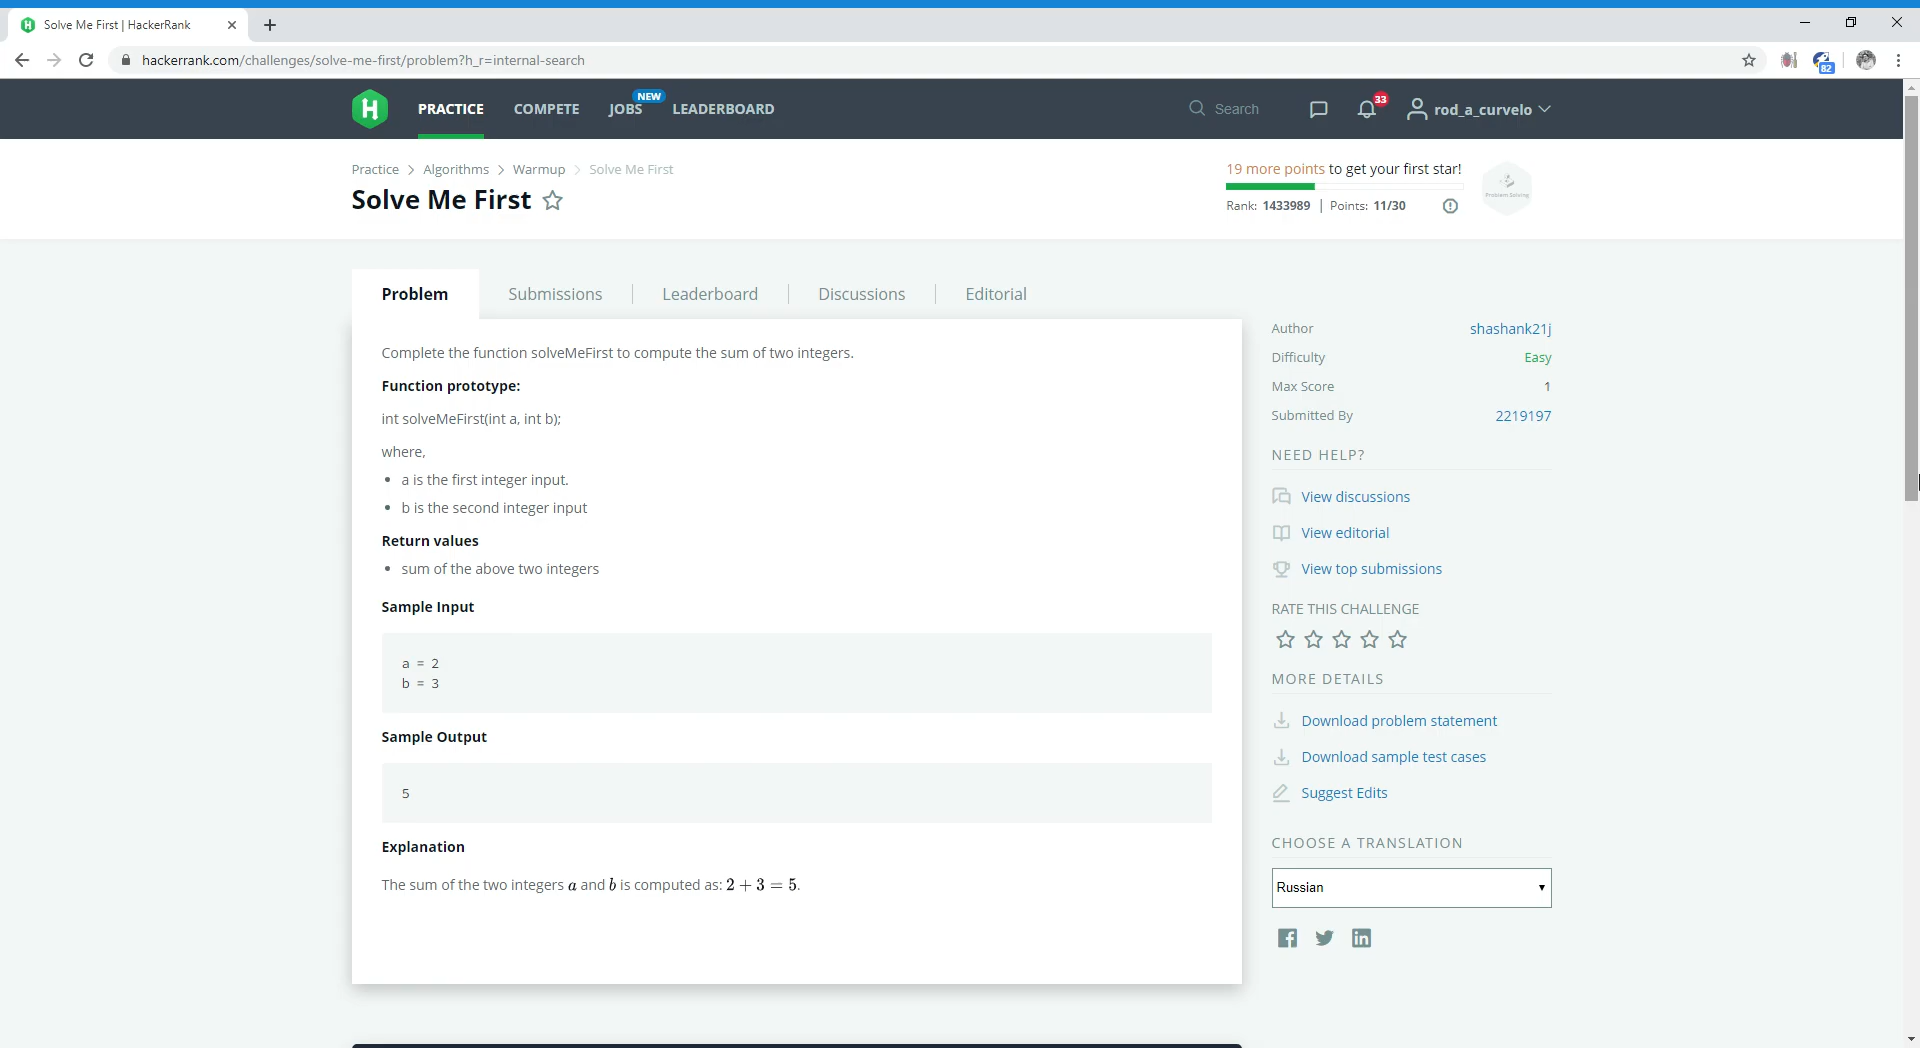 Solve Me First | HackerRank
hackerrank.com/challenges/solve-me-first/problem?h_r=internal-search
82
PRACTICE
COMPETE
JOBS
NEW
LEADERBOARD
Search
33
rod_a_curvelo
Practice > Algorithms > Warmup > Solve Me First
Solve Me First
19 more points to get your first star!
Rank: 1433989 | Points: 11/30
Problem Solving
Problem
Submissions
Leaderboard
Discussions
Editorial
Complete the function solveMeFirst to compute the sum of two integers.
Function prototype:
int solveMeFirst(int a, int b);
where,
• a is the first integer input.
• b is the second integer input
Return values
• sum of the above two integers
Sample Input
a = 2
b = 3
Sample Output
5
Explanation
The sum of the two integers a and b is computed as: 2 + 3 = 5.
Author shashank21j
Difficulty Easy
Max Score 1
Submitted By 2219197
NEED HELP?
View discussions
View editorial
View top submissions
RATE THIS CHALLENGE
MORE DETAILS
Download problem statement
Download sample test cases
Suggest Edits
CHOOSE A TRANSLATION
Russian